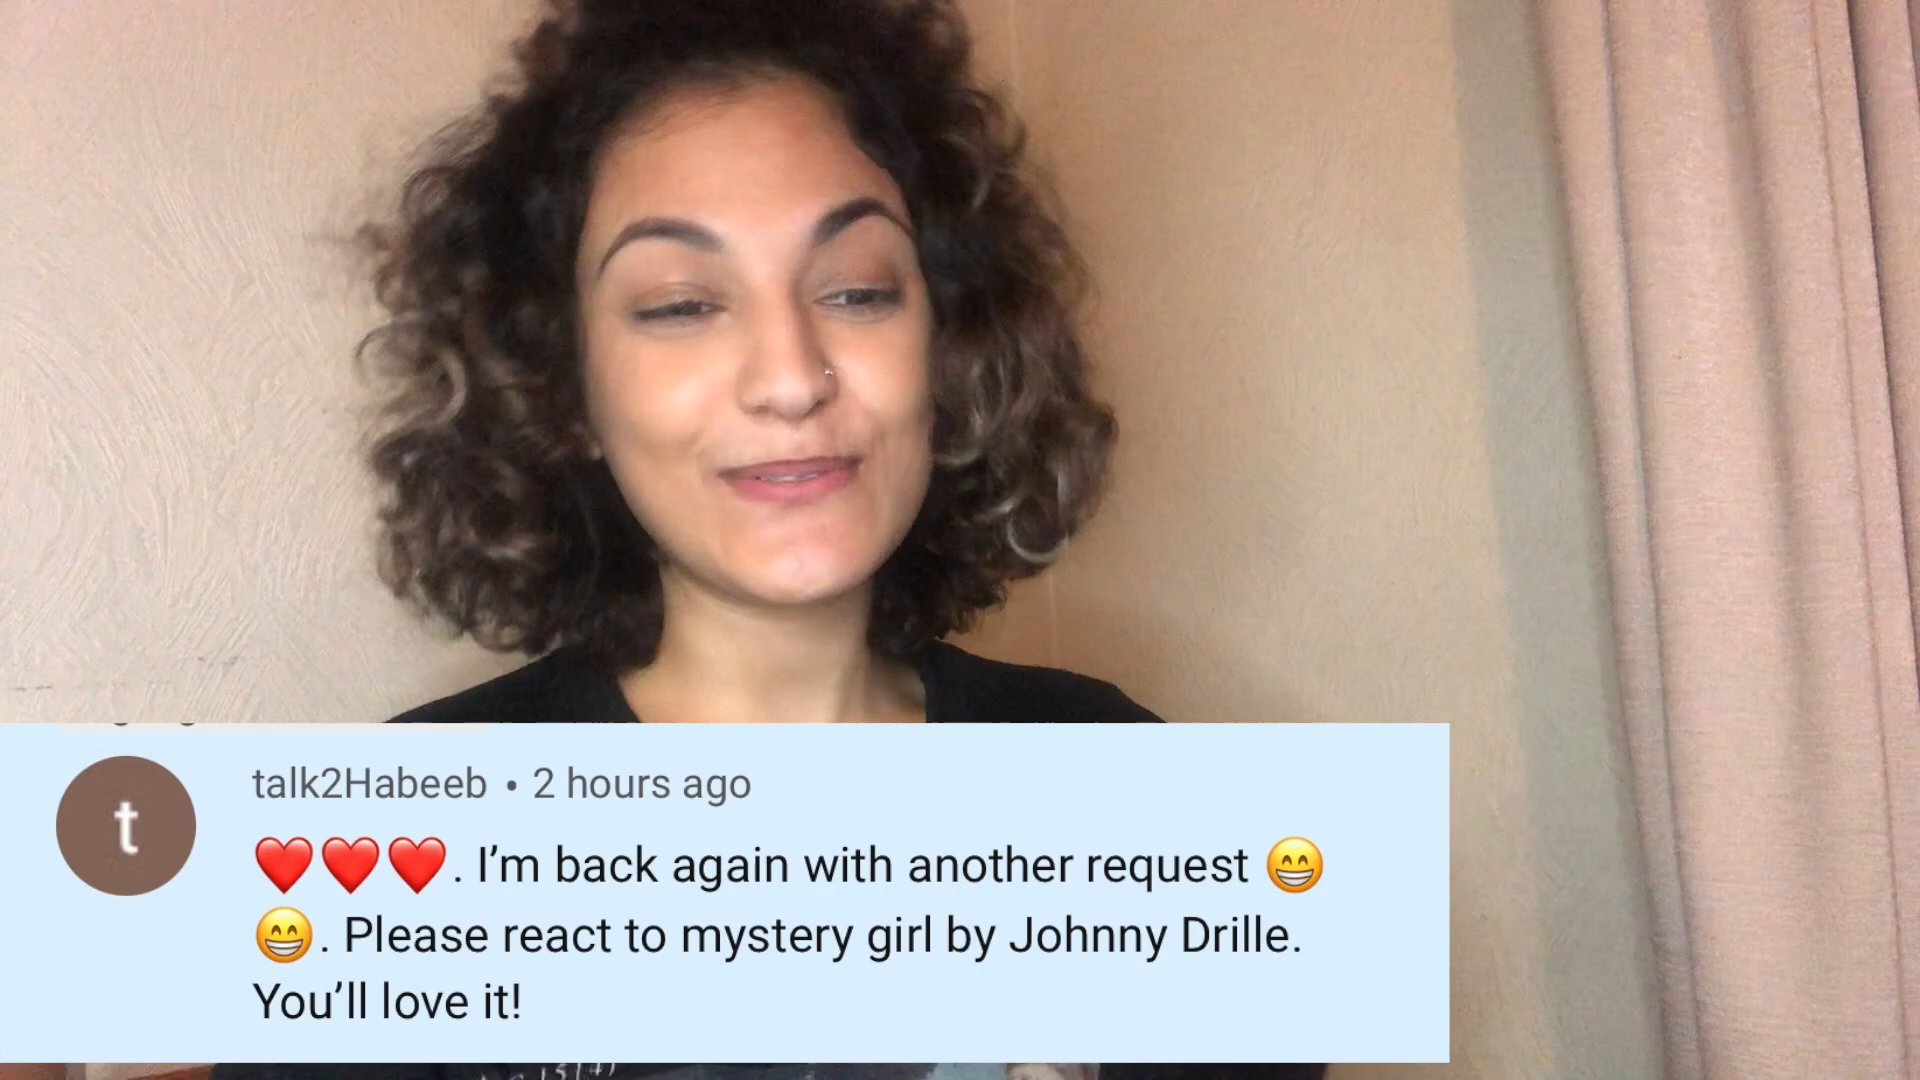 t
talk2Habeeb • 2 hours ago
❤️❤️❤️. I’m back again with another request 😁
😁. Please react to mystery girl by Johnny Drille.
You’ll love it!